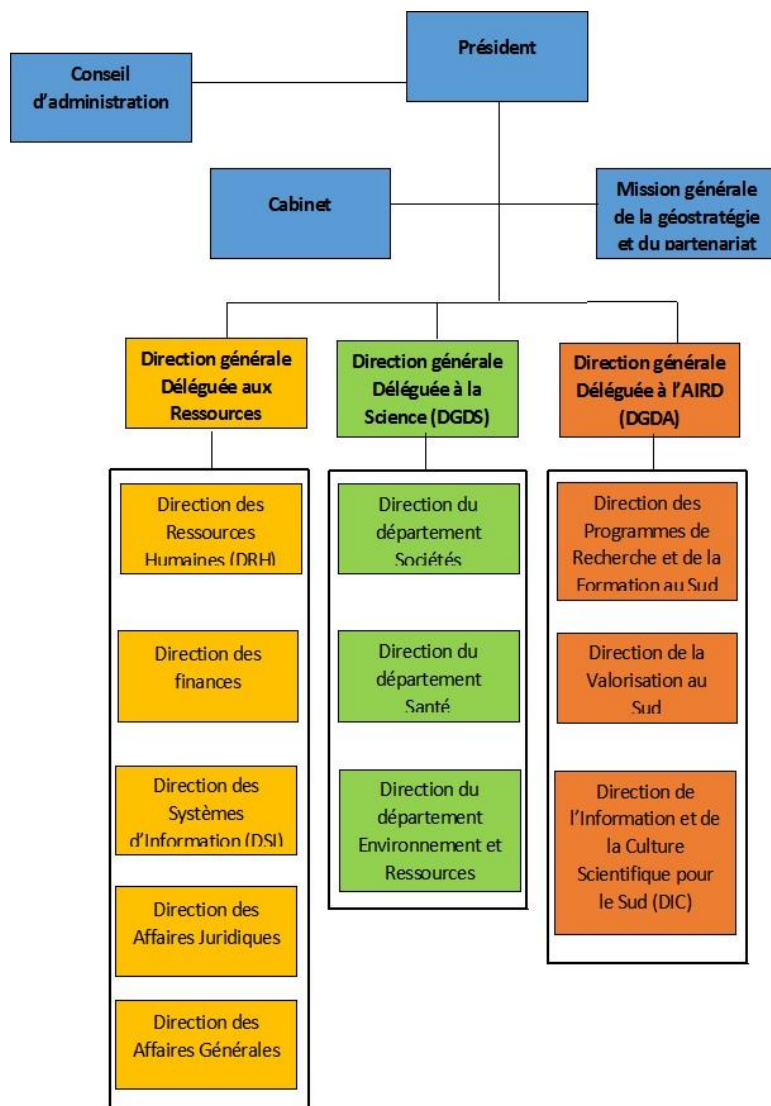 Président
Conseil
d'administration
Cabinet
Mission générale
de la géostratégie
et du partenariat
Direction générale
Déléguée aux
Ressources
Direction générale
Déléguée à la
Science (DGDS)
Direction générale
Déléguée à l'AIRD
(DGDA)
Direction des
Ressources
Humaines (DRH)
Direction des
finances
Direction des
Systèmes
d'Information (DSI)
Direction des
Affaires Juridiques
Direction des
Affaires Générales
Direction du
département
Sociétés
Direction du
département
Santé
Direction du
département
Environnement et
Ressources
Direction des
Programmes de
Recherche et de la
Formation au Sud
Direction de la
Valorisation au
Sud
Direction de
l'Information et de
la Culture
Scientifique pour
le Sud (DIC)